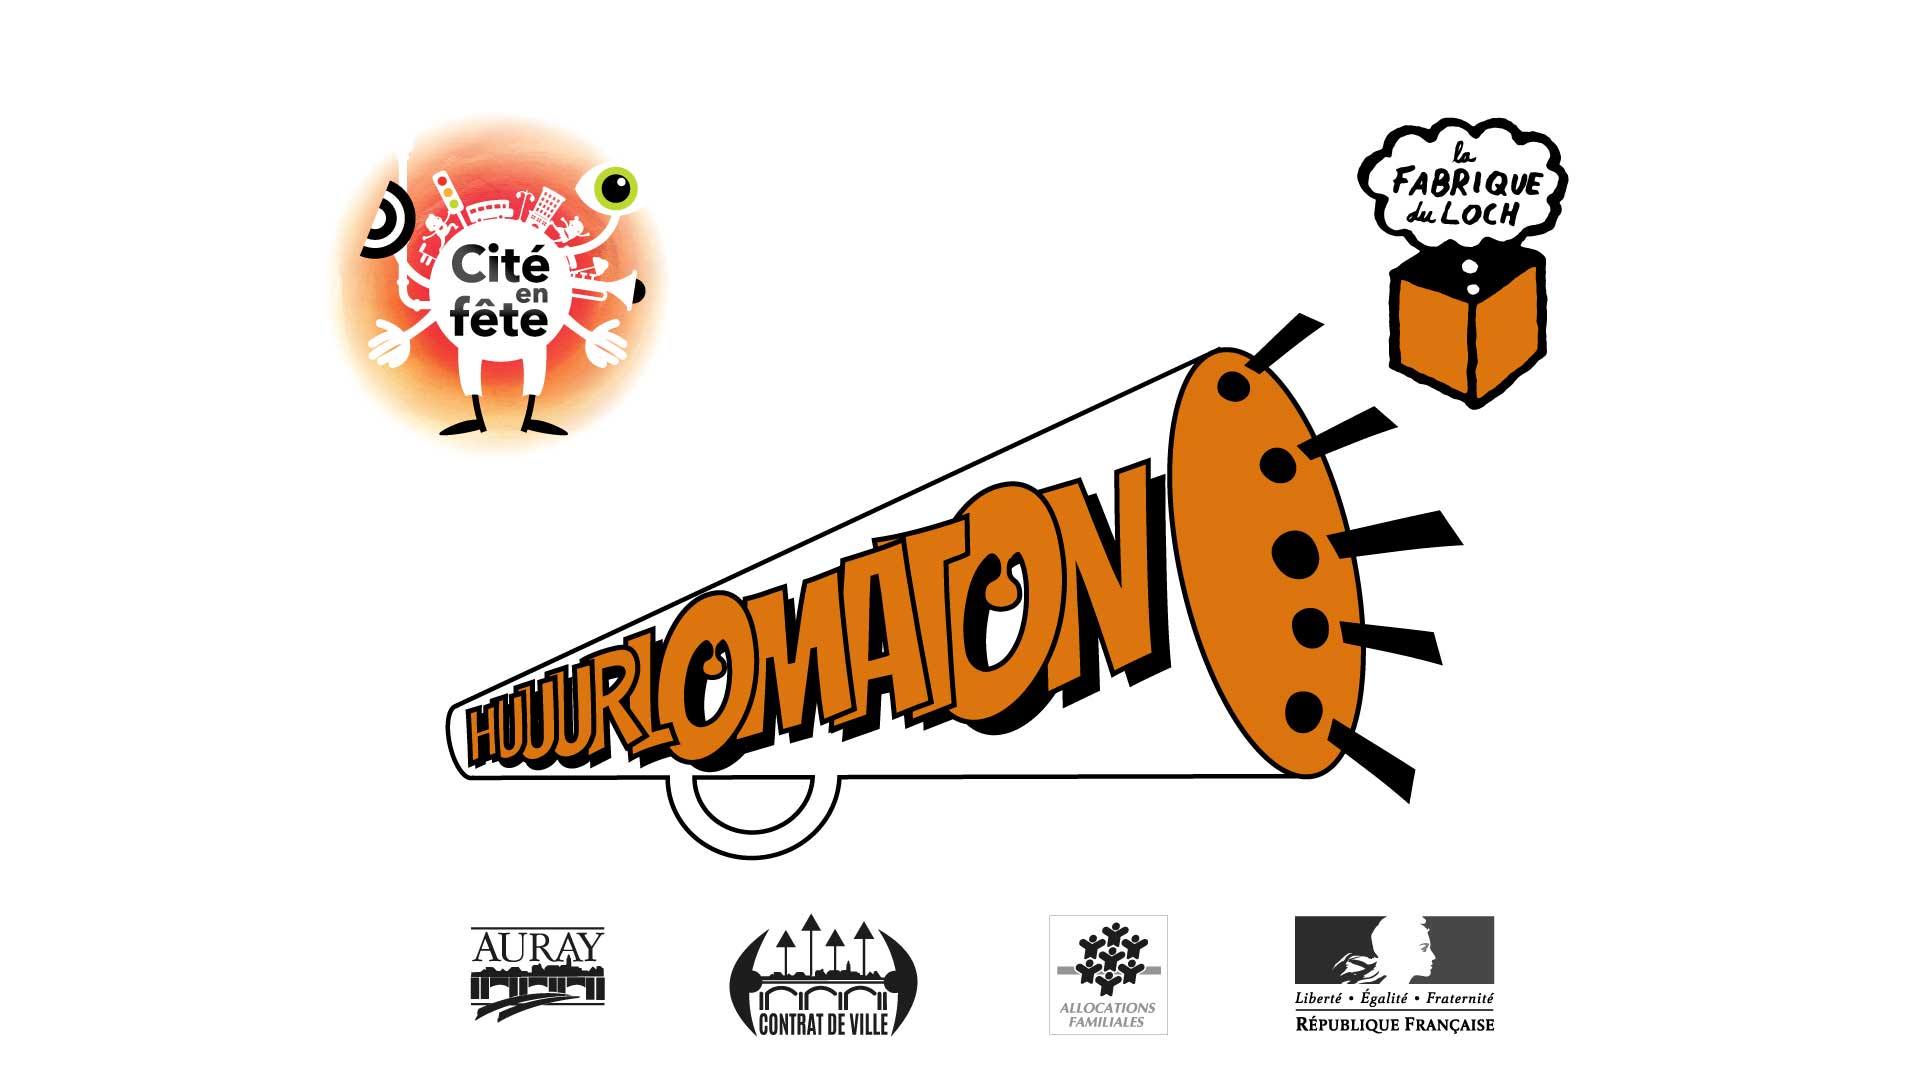 Cité
en
fête
la
FABRIQUE
du LOCH
HUUURLOMATON
AURAY
CONTRAT DE VILLE
ALLOCATIONS
FAMILIALES
Liberté • Égalité • Fraternité
RÉPUBLIQUE FRANÇAISE